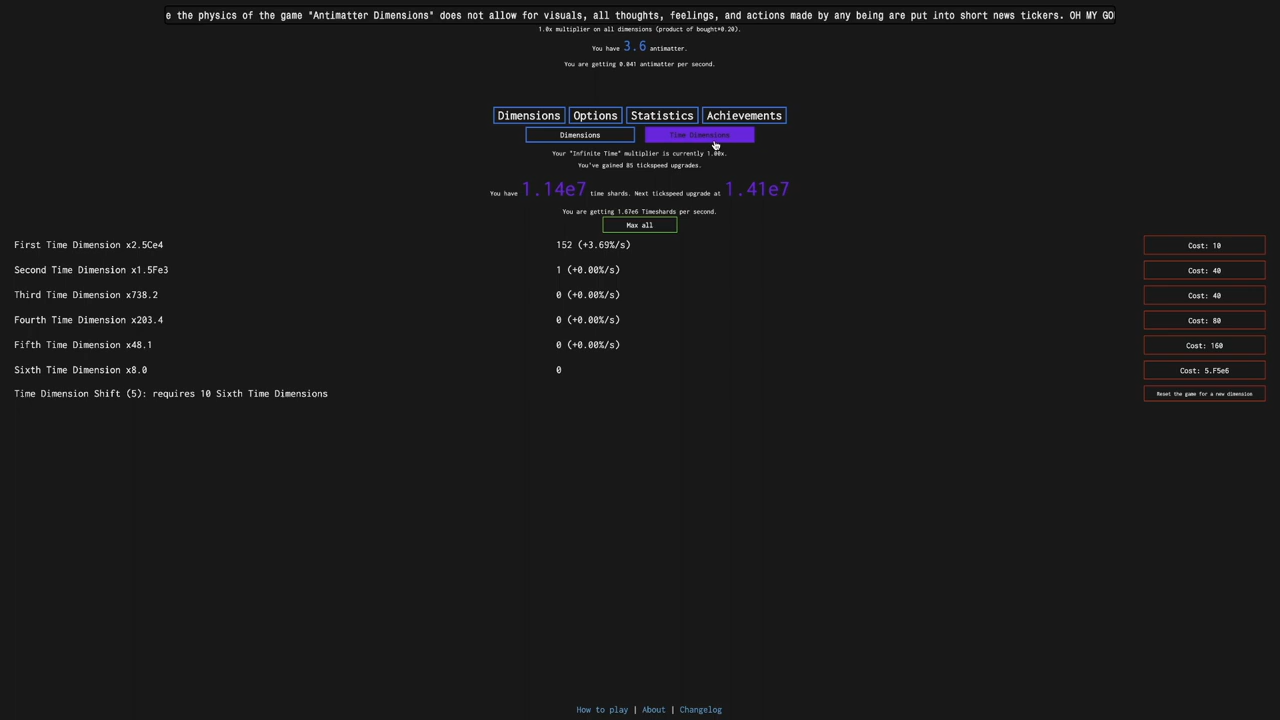 e the physics of the game "Antimatter Dimensions" does not allow for visuals, all thoughts, feelings, and actions made by any being are put into short news tickers. OH MY GO
1.0x multiplier on all dimensions (product of bought*0.20).
You have 3.6 antimatter.
You are getting 0.041 antimatter per second.
Dimensions Options Statistics Achievements
Dimensions Time Dimensions
Your "Infinite Time" multiplier is currently 1.00x.
You've gained 85 tickspeed upgrades.
You have 1.14e7 time shards. Next tickspeed upgrade at 1.41e7
You are getting 1.67e6 Timeshards per second.
Max all
First Time Dimension x2.5Ce4 152 (+3.69%/s) Cost: 10
Second Time Dimension x1.5Fe3 1 (+0.00%/s) Cost: 40
Third Time Dimension x738.2 0 (+0.00%/s) Cost: 40
Fourth Time Dimension x203.4 0 (+0.00%/s) Cost: 80
Fifth Time Dimension x48.1 0 (+0.00%/s) Cost: 160
Sixth Time Dimension x8.0 0 Cost: 5.F5e6
Time Dimension Shift (5): requires 10 Sixth Time Dimensions Reset the game for a new dimension
How to play | About | Changelog